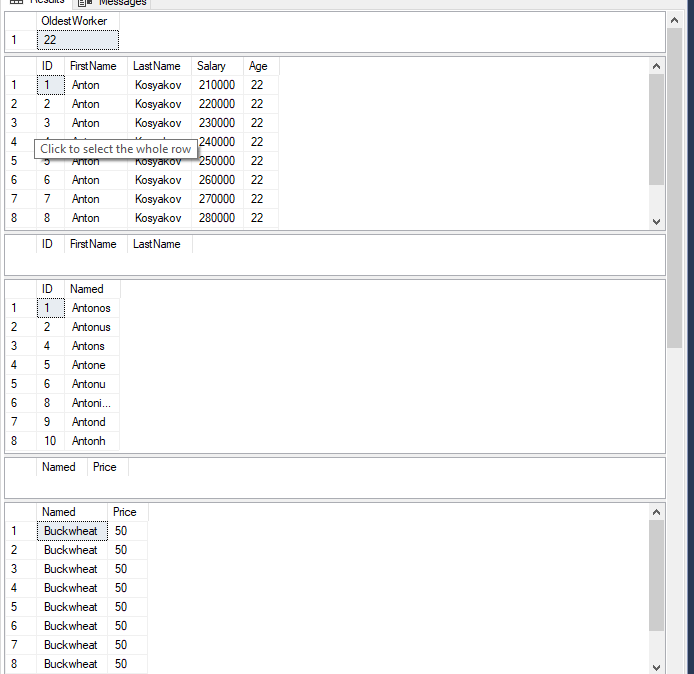 Results Messages
OldestWorker
1 22
ID FirstName LastName Salary Age
1 1 Anton Kosyakov 210000 22
2 2 Anton Kosyakov 220000 22
3 3 Anton Kosyakov 230000 22
4 240000 22
Click to select the whole row
5 5 Anton Kosyakov 250000 22
6 6 Anton Kosyakov 260000 22
7 7 Anton Kosyakov 270000 22
8 8 Anton Kosyakov 280000 22
ID FirstName LastName
ID Named
1 1 Antonos
2 2 Antonus
3 4 Antons
4 5 Antone
5 6 Antonu
6 8 Antoni...
7 9 Antond
8 10 Antonh
Named Price
Named Price
1 Buckwheat 50
2 Buckwheat 50
3 Buckwheat 50
4 Buckwheat 50
5 Buckwheat 50
6 Buckwheat 50
7 Buckwheat 50
8 Buckwheat 50